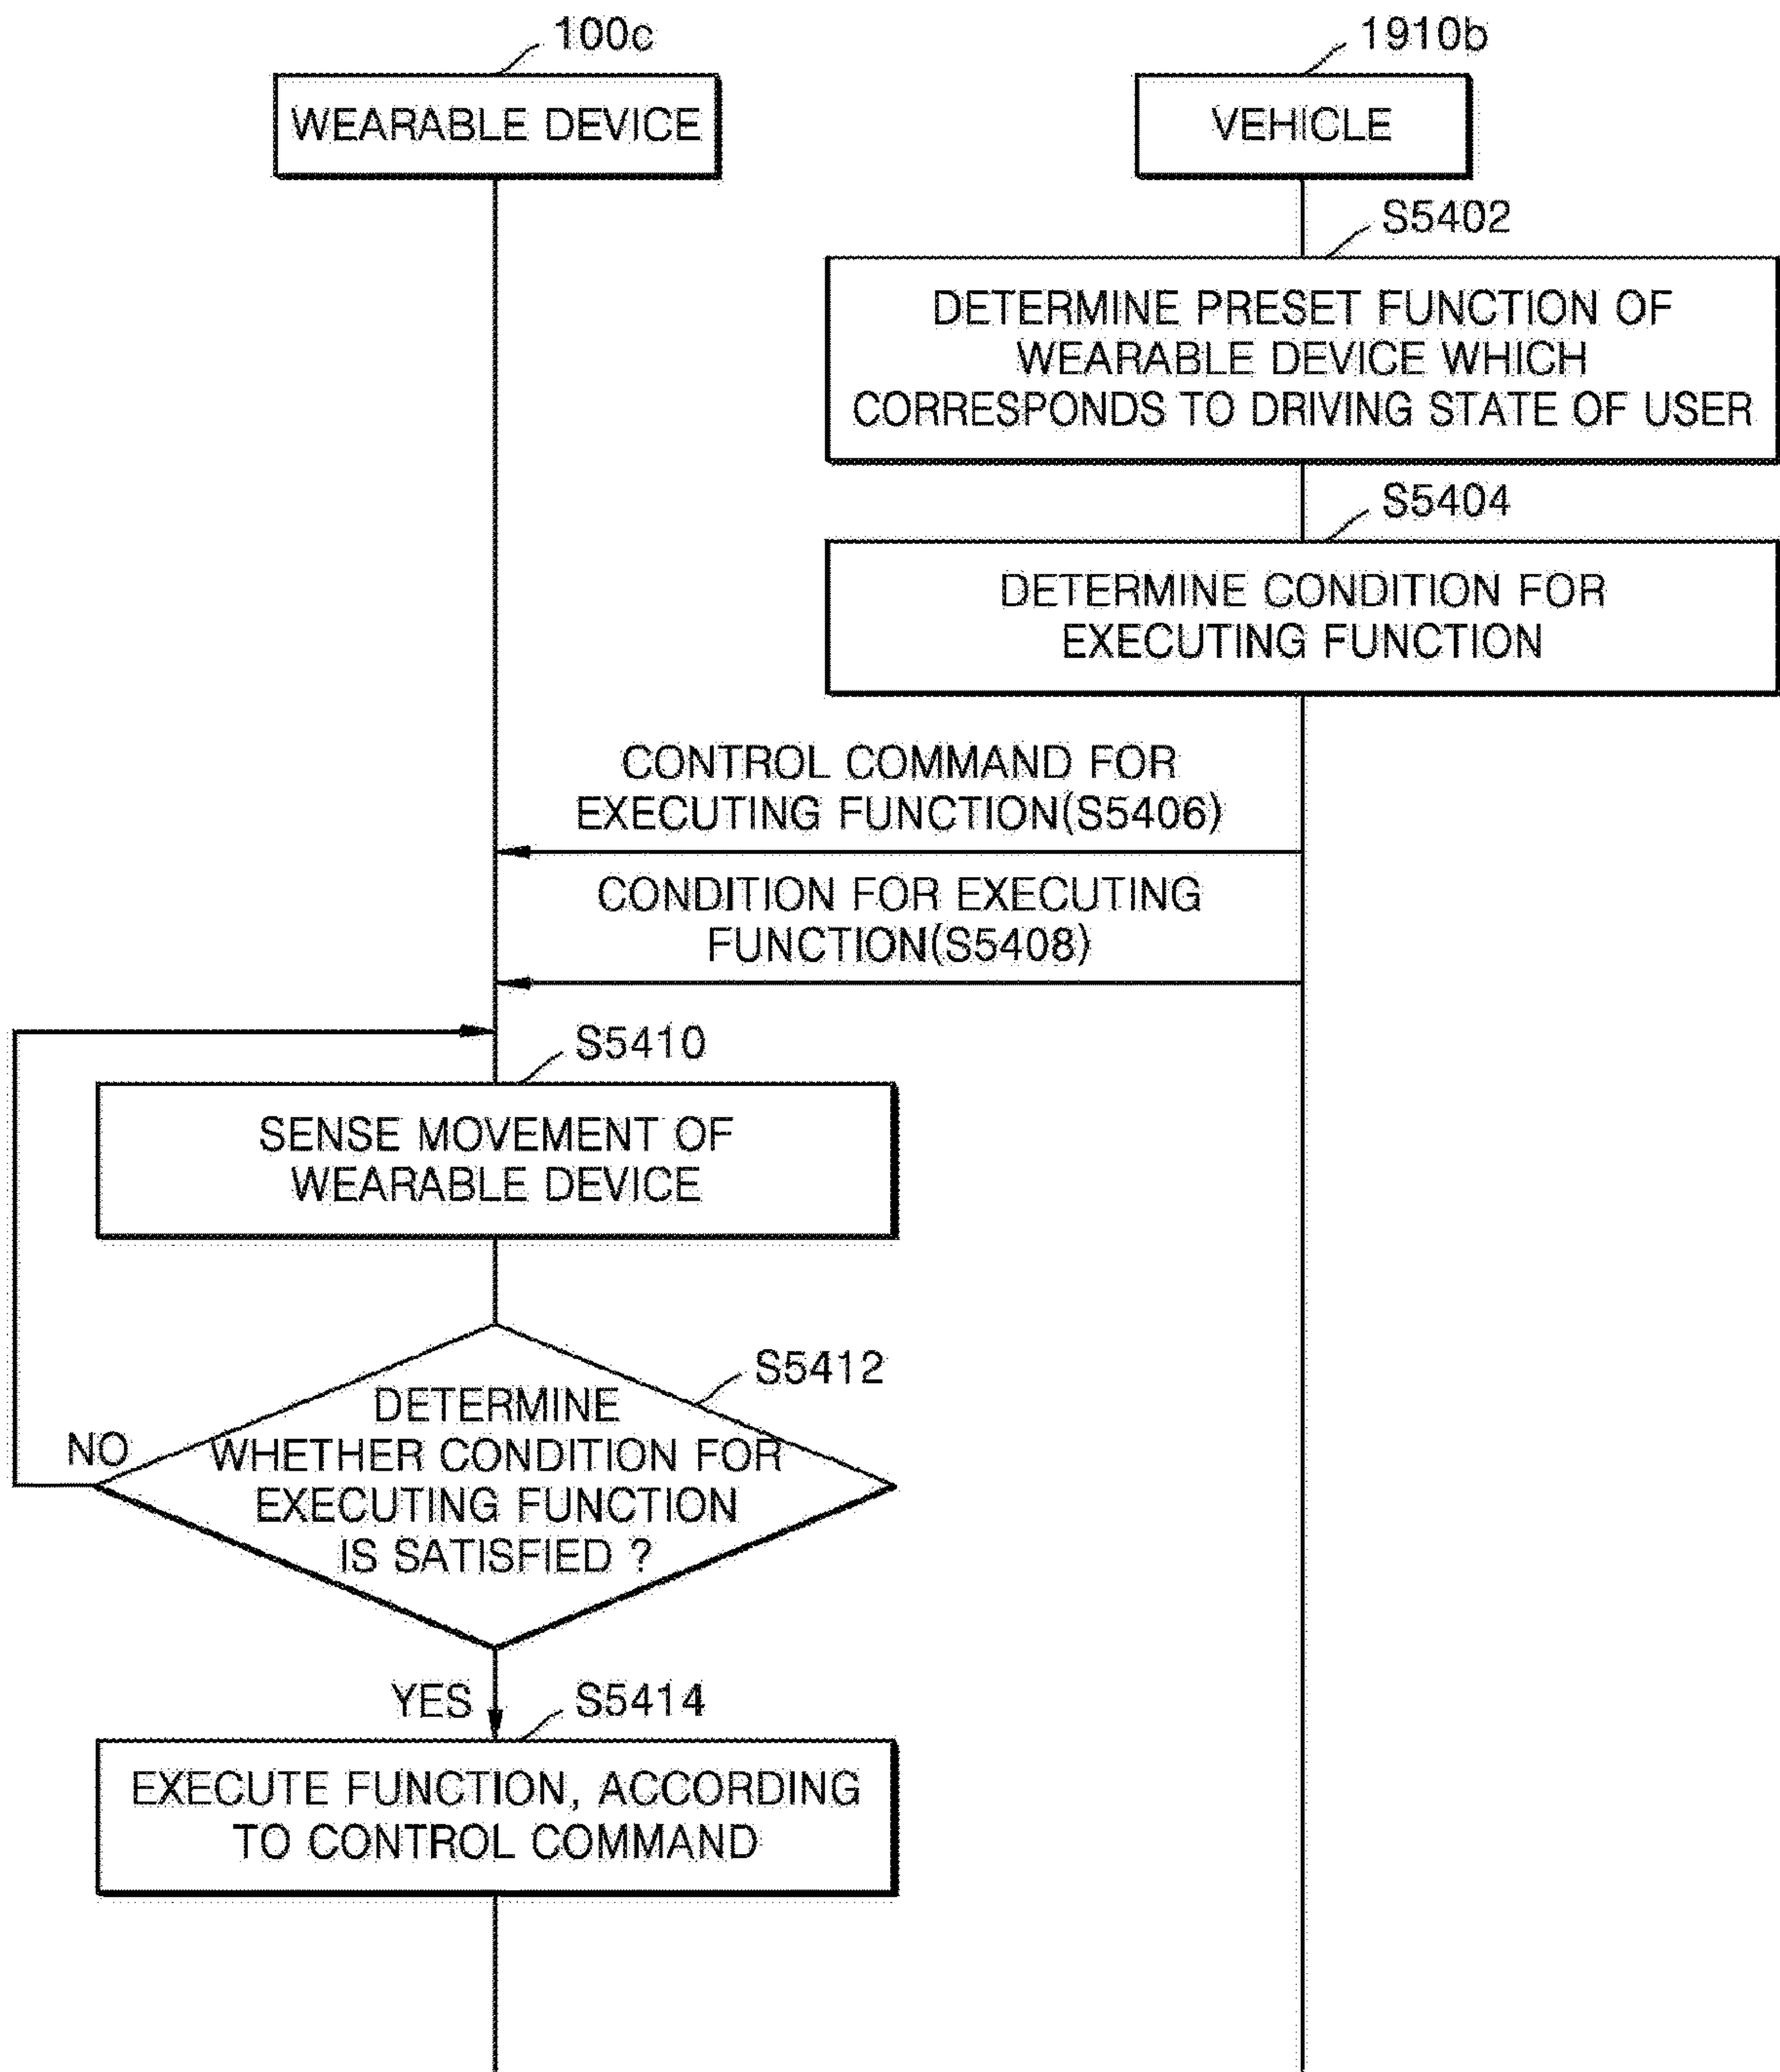 100c
1910b
WEARABLE DEVICE
VEHICLE
S5402
DETERMINE PRESET FUNCTION OF
WEARABLE DEVICE WHICH
CORRESPONDS TO DRIVING STATE OF USER
S5404
DETERMINE CONDITION FOR
EXECUTING FUNCTION
CONTROL COMMAND FOR
EXECUTING FUNCTION(S5406)
CONDITION FOR EXECUTING
FUNCTION(S5408)
S5410
SENSE MOVEMENT OF
WEARABLE DEVICE
S5412
DETERMINE
NO
WHETHER CONDITION FOR
EXECUTING FUNCTION
IS SATISFIED ?
YES
S5414
EXECUTE FUNCTION, ACCORDING
TO CONTROL COMMAND